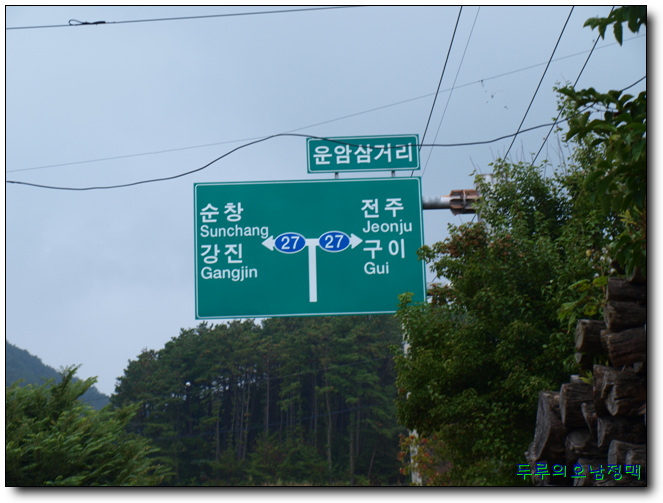 운암삼거리
순창
Sunchang
강진
Gangjin
27
27
전주
Jeonju
구이
Gui
두루의오남정맥